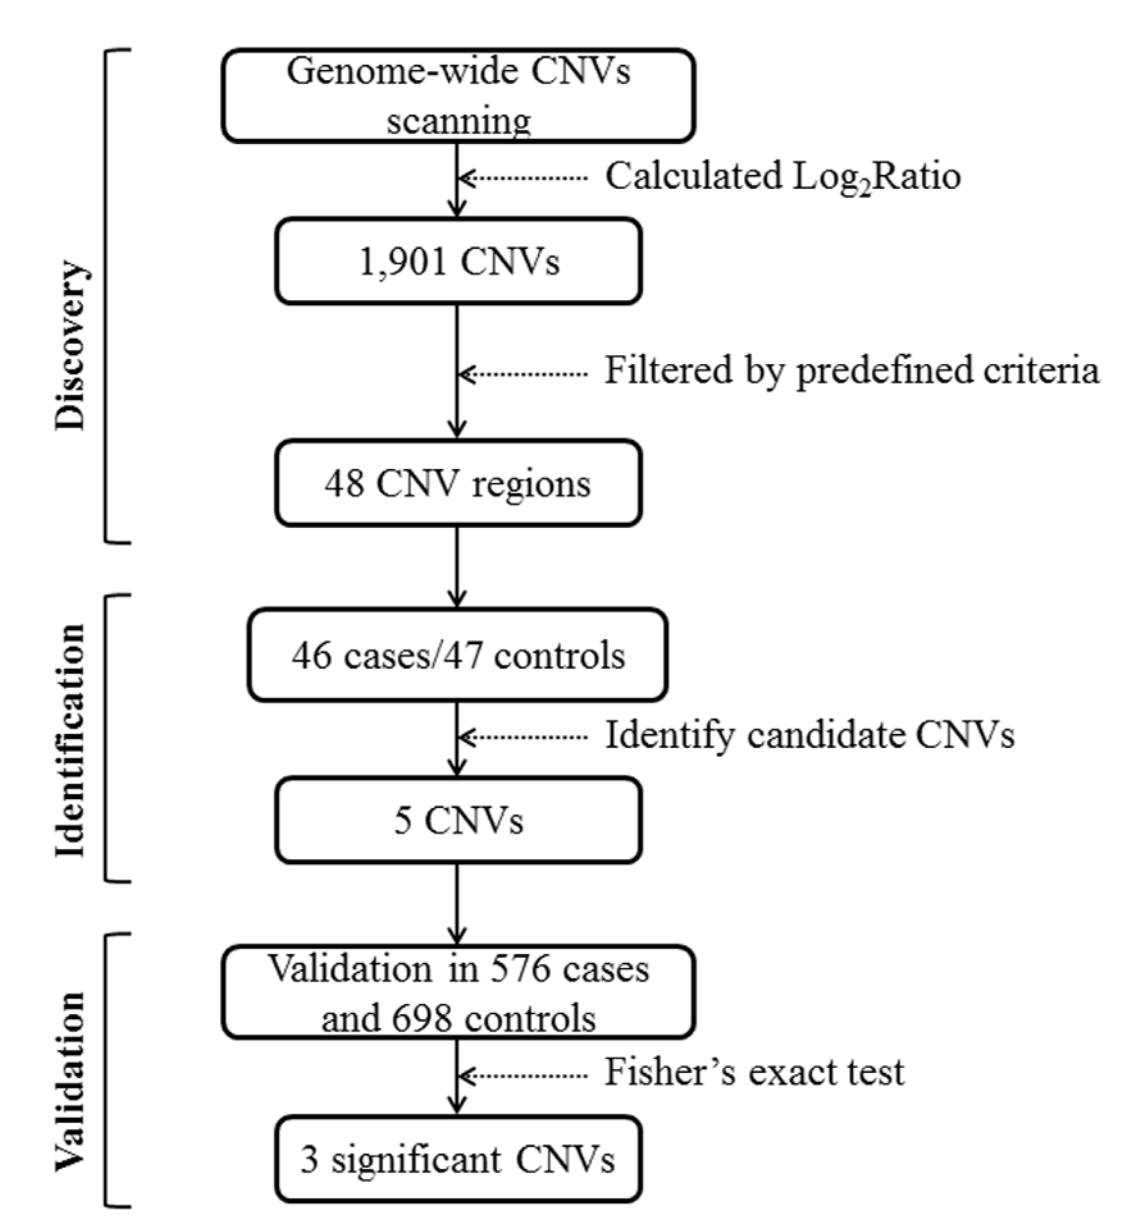 Genome-wide CNVs
scanning
Calculated Log₂Ratio
1,901 CNVs
Filtered by predefined criteria
48 CNV regions
Discovery
46 cases/47 controls
Identify candidate CNVs
5 CNVs
Identification
Validation in 576 cases
and 698 controls
Fisher’s exact test
3 significant CNVs
Validation